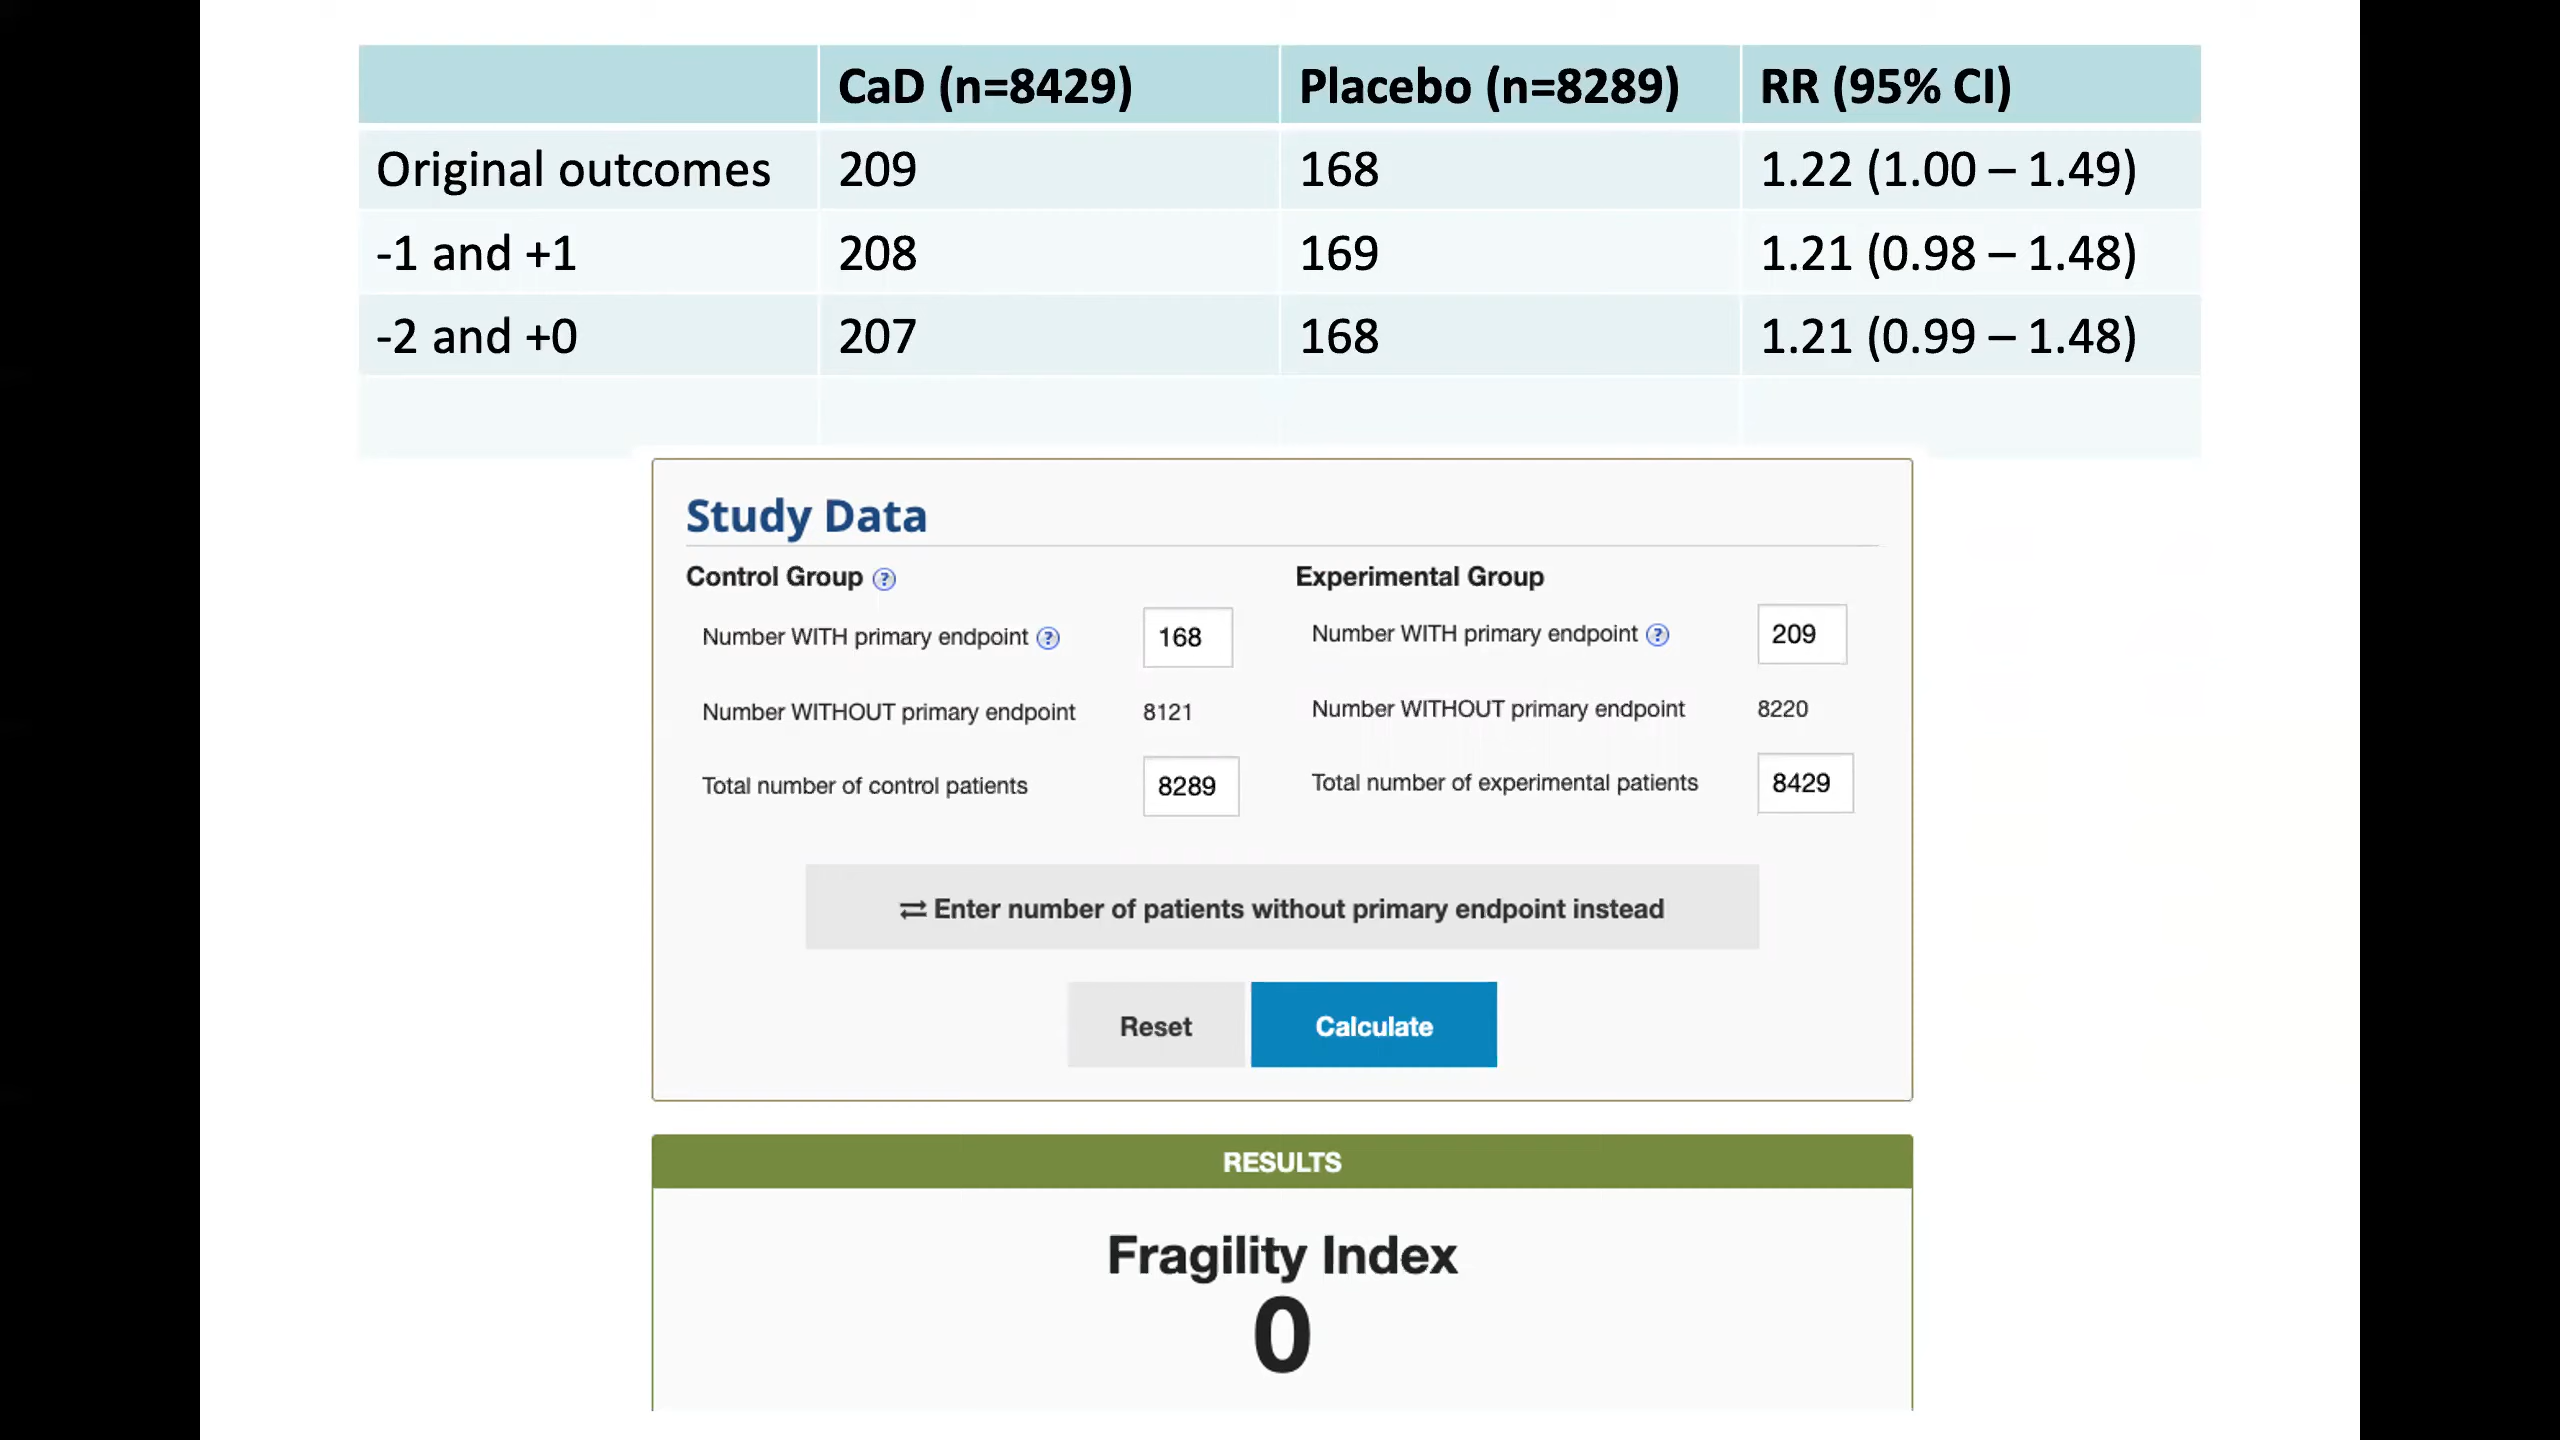 CaD (n=8429) Placebo (n=8289) RR (95% CI)
Original outcomes 209 168 1.22 (1.00 – 1.49)
-1 and +1 208 169 1.21 (0.98 – 1.48)
-2 and +0 207 168 1.21 (0.99 – 1.48)
Study Data
Control Group ? Experimental Group
Number WITH primary endpoint ? 168 Number WITH primary endpoint ? 209
Number WITHOUT primary endpoint 8121 Number WITHOUT primary endpoint 8220
Total number of control patients 8289 Total number of experimental patients 8429
⇄ Enter number of patients without primary endpoint instead
Reset Calculate
RESULTS
Fragility Index
0